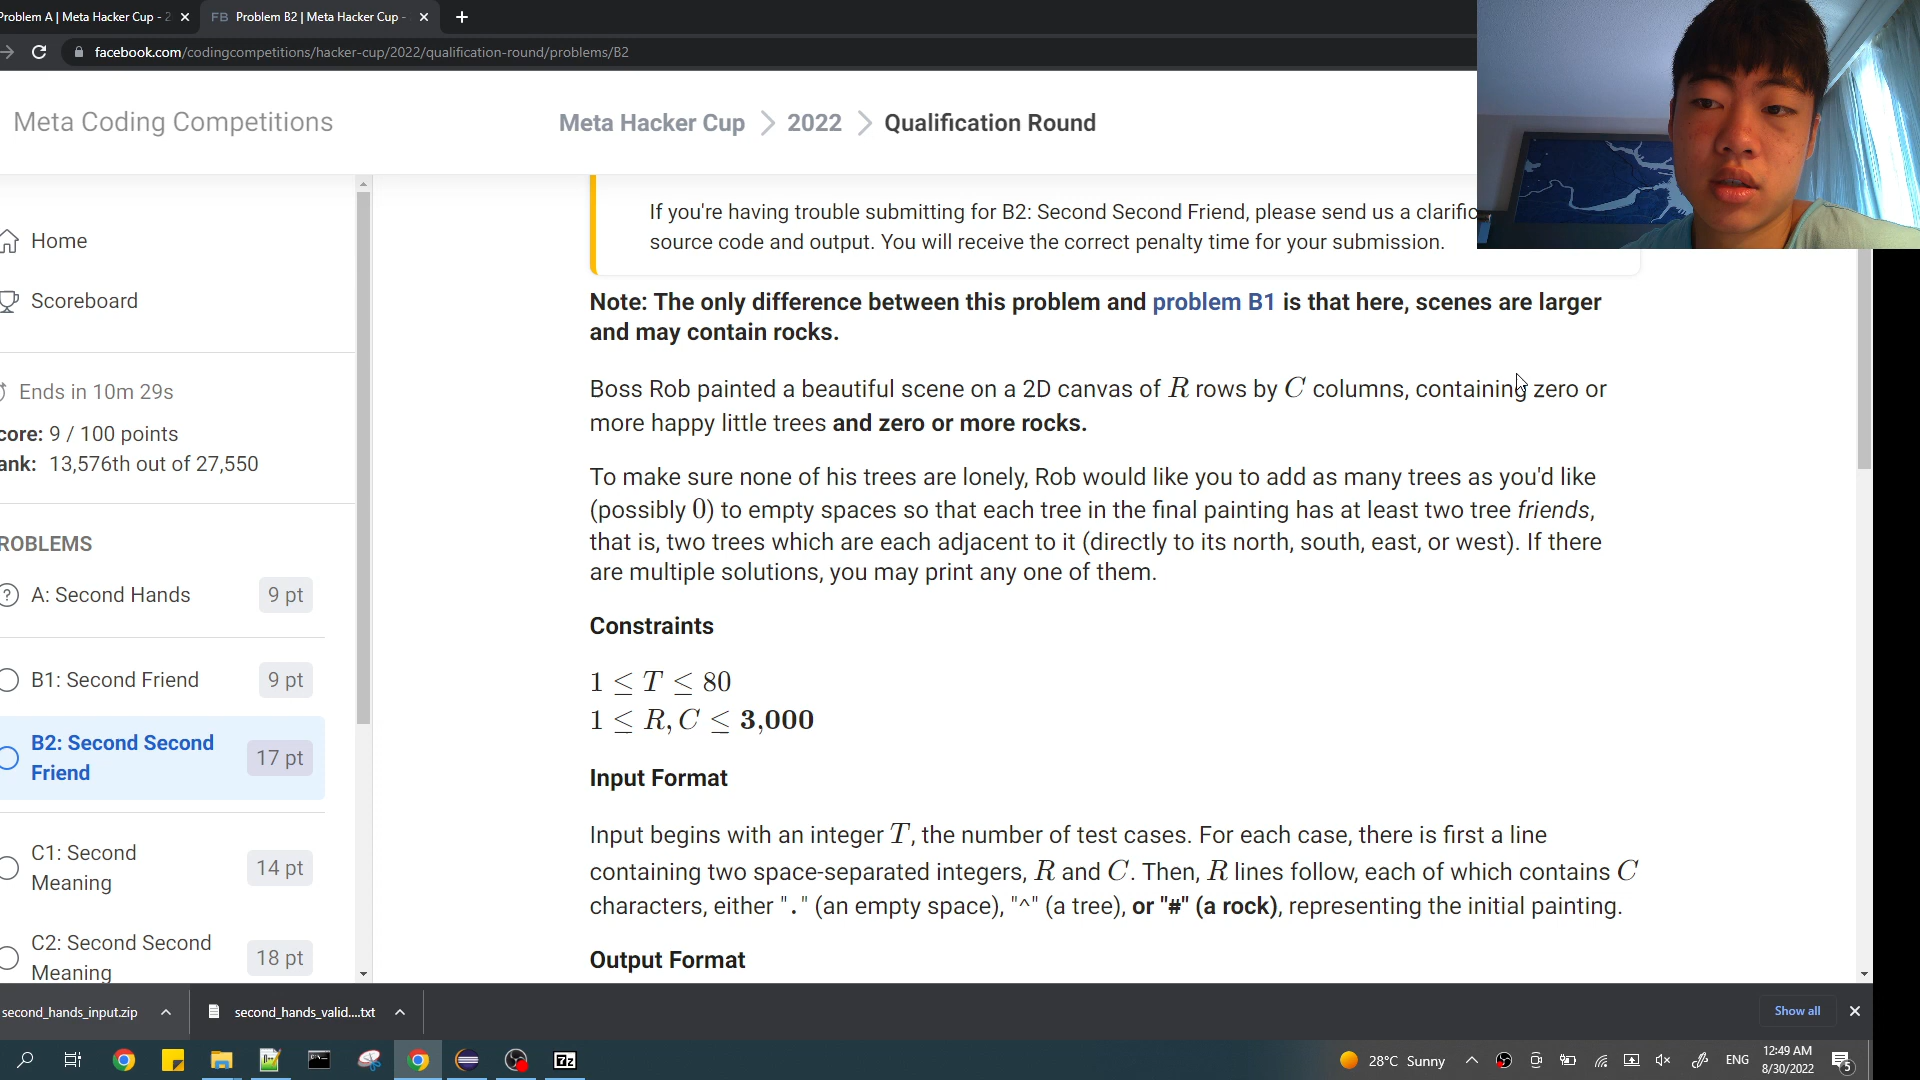 Problem A | Meta Hacker Cup - 2
FB Problem B2 | Meta Hacker Cup -
facebook.com/codingcompetitions/hacker-cup/2022/qualification-round/problems/B2
Meta Coding Competitions
Meta Hacker Cup > 2022 > Qualification Round
If you're having trouble submitting for B2: Second Second Friend, please send us a clarific
source code and output. You will receive the correct penalty time for your submission.
Home
Scoreboard
Ends in 10m 29s
core: 9 / 100 points
ank: 13,576th out of 27,550
ROBLEMS
A: Second Hands 9 pt
B1: Second Friend 9 pt
B2: Second Second
Friend
17 pt
C1: Second
Meaning
14 pt
C2: Second Second
Meaning
18 pt
Note: The only difference between this problem and problem B1 is that here, scenes are larger
and may contain rocks.
Boss Rob painted a beautiful scene on a 2D canvas of R rows by C columns, containing zero or
more happy little trees and zero or more rocks.
To make sure none of his trees are lonely, Rob would like you to add as many trees as you'd like
(possibly 0) to empty spaces so that each tree in the final painting has at least two tree friends,
that is, two trees which are each adjacent to it (directly to its north, south, east, or west). If there
are multiple solutions, you may print any one of them.
Constraints
1 ≤ T ≤ 80
1 ≤ R, C ≤ 3,000
Input Format
Input begins with an integer T, the number of test cases. For each case, there is first a line
containing two space-separated integers, R and C. Then, R lines follow, each of which contains C
characters, either "." (an empty space), "^" (a tree), or "#" (a rock), representing the initial painting.
Output Format
second_hands_input.zip
second_hands_valid....txt
Show all
7z
28°C Sunny
ENG
12:49 AM
8/30/2022
5